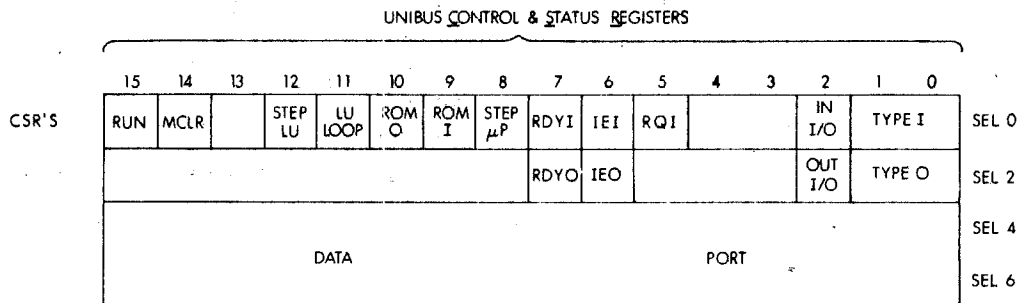 UNIBUS CONTROL & STATUS REGISTERS
15 14 13 12 11 10 9 8 7 6 5 4 3 2 1 0
CSR'S RUN MCLR STEP LU LU LOOP ROM O ROM I STEP μP RDYI IEI RQI IN I/O TYPE I SEL 0
RDYO IEO OUT I/O TYPE O SEL 2
SEL 4
DATA PORT
SEL 6